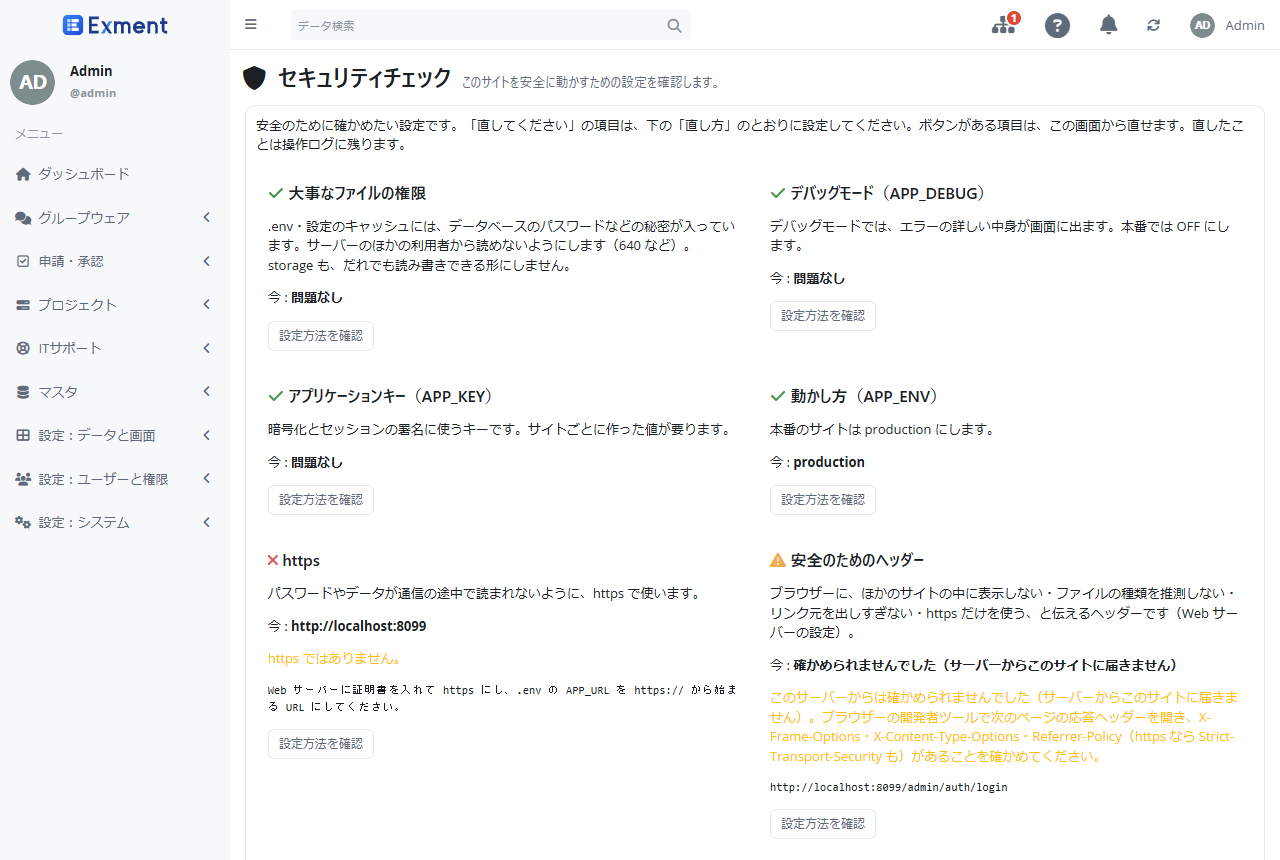 Exment
データ検索
1
?
AD
Admin
AD
Admin
@admin
メニュー
ダッシュボード
グループウェア
申請・承認
プロジェクト
ITサポート
マスタ
設定：データと画面
設定：ユーザーと権限
設定：システム
セキュリティチェック このサイトを安全に動かすための設定を確認します。
安全のために確かめたい設定です。「直してください」の項目は、下の「直し方」のとおりに設定してください。ボタンがある項目は、この画面から直せます。直したこ
とは操作ログに残ります。
大事なファイルの権限
.env・設定のキャッシュには、データベースのパスワードなどの秘密が入ってい
ます。サーバーのほかの利用者から読めないようにします（640 など）。
storage も、だれでも読み書きできる形にしません。
今 : 問題なし
設定方法を確認
デバッグモード（APP_DEBUG）
デバッグモードでは、エラーの詳しい中身が画面に出ます。本番では OFF にし
ます。
今 : 問題なし
設定方法を確認
アプリケーションキー（APP_KEY）
暗号化とセッションの署名に使うキーです。サイトごとに作った値が要ります。
今 : 問題なし
設定方法を確認
動かし方（APP_ENV）
本番のサイトは production にします。
今 : production
設定方法を確認
https
パスワードやデータが通信の途中で読まれないように、https で使います。
今 : http://localhost:8099
https ではありません。
Web サーバーに証明書を入れて https にし、.env の APP_URL を https:// から始ま
る URL にしてください。
設定方法を確認
安全のためのヘッダー
ブラウザーに、ほかのサイトの中に表示しない・ファイルの種類を推測しない・
リンク元を出しすぎない・https だけを使う、と伝えるヘッダーです（Web サー
バーの設定）。
今 : 確かめられませんでした（サーバーからこのサイトに届きません）
このサーバーからは確かめられませんでした（サーバーからこのサイトに届きま
せん）。ブラウザーの開発者ツールで次のページの応答ヘッダーを開き、X-
Frame-Options・X-Content-Type-Options・Referrer-Policy（https なら Strict-
Transport-Security も）があることを確かめてください。
http://localhost:8099/admin/auth/login
設定方法を確認